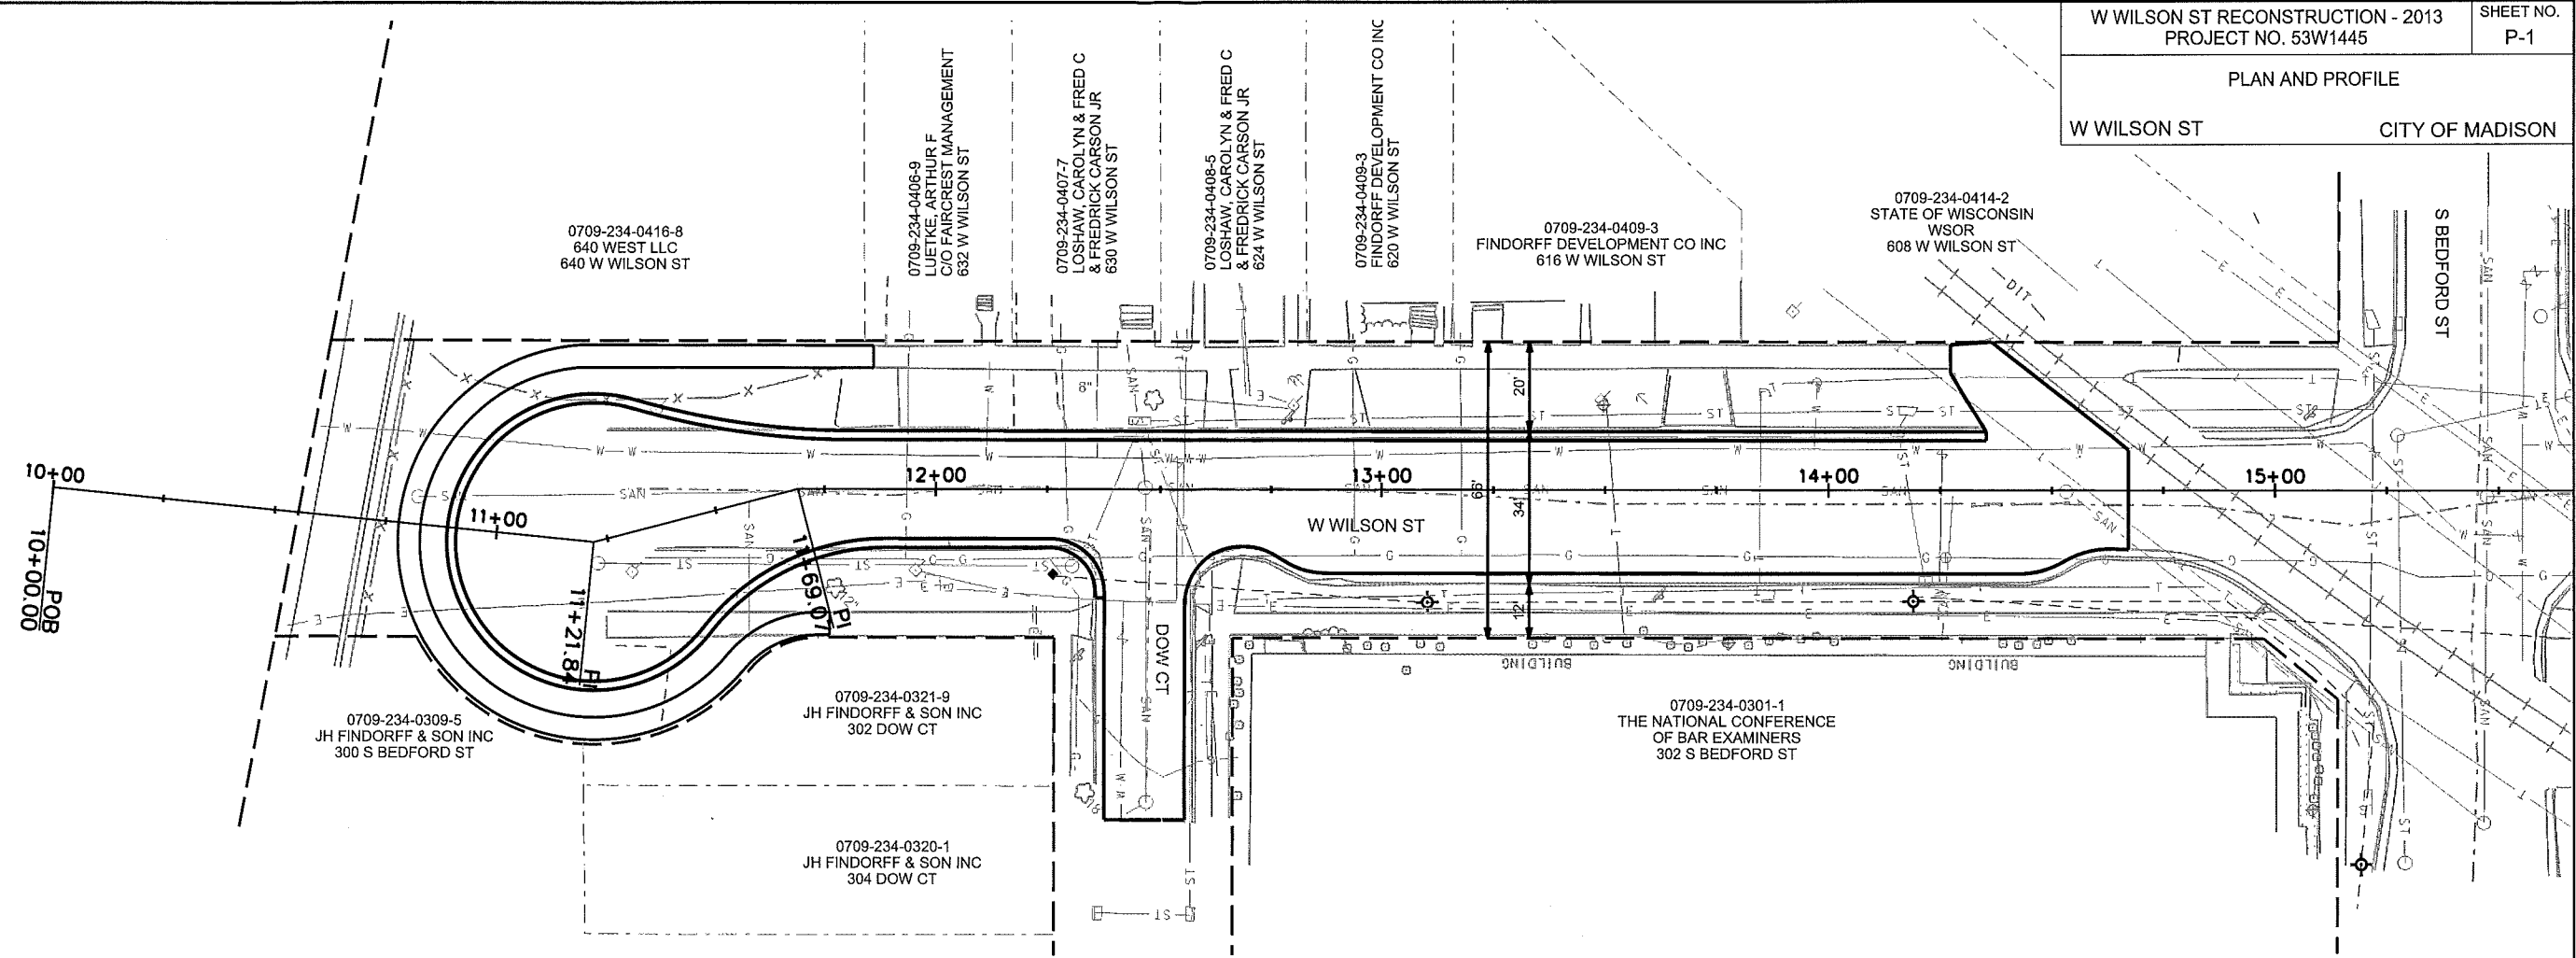 W WILSON ST RECONSTRUCTION - 2013
PROJECT NO. 53W1445
SHEET NO.
P-1
PLAN AND PROFILE
W WILSON ST
CITY OF MADISON
0709-234-0416-8
640 WEST LLC
640 W WILSON ST
0709-234-0406-9
LUETKE, ARTHUR F
C/O FAIRCREST MANAGEMENT
632 W WILSON ST
0709-234-0407-7
LOSHAW, CAROLYN & FRED C
& FREDRICK CARSON JR
630 W WILSON ST
0709-234-0408-5
LOSHAW, CAROLYN & FRED C
& FREDRICK CARSON JR
624 W WILSON ST
0709-234-0409-3
FINDORFF DEVELOPMENT CO INC
620 W WILSON ST
0709-234-0409-3
FINDORFF DEVELOPMENT CO INC
616 W WILSON ST
0709-234-0414-2
STATE OF WISCONSIN
WSOR
608 W WILSON ST
S BEDFORD ST
DIT
8"
20'
66'
34'
12'
10+00
11+00
12+00
13+00
14+00
15+00
POB
10+00.00
PI
11+21.84
PI
11+69.07
W WILSON ST
DOW CT
BUILDING
BUILDING
0709-234-0309-5
JH FINDORFF & SON INC
300 S BEDFORD ST
0709-234-0321-9
JH FINDORFF & SON INC
302 DOW CT
0709-234-0320-1
JH FINDORFF & SON INC
304 DOW CT
0709-234-0301-1
THE NATIONAL CONFERENCE
OF BAR EXAMINERS
302 S BEDFORD ST